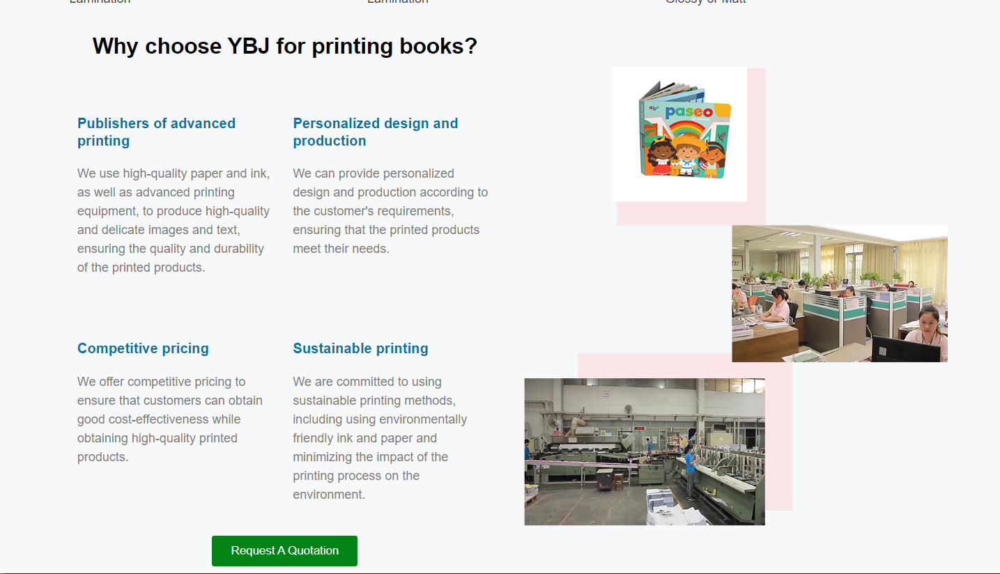 Lamination
Lamination
Glossy or Matt
Why choose YBJ for printing books?
Publishers of advanced
printing
We use high-quality paper and ink,
as well as advanced printing
equipment, to produce high-quality
and delicate images and text,
ensuring the quality and durability
of the printed products.
Personalized design and
production
We can provide personalized
design and production according to
the customer's requirements,
ensuring that the printed products
meet their needs.
Competitive pricing
We offer competitive pricing to
ensure that customers can obtain
good cost-effectiveness while
obtaining high-quality printed
products.
Sustainable printing
We are committed to using
sustainable printing methods,
including using environmentally
friendly ink and paper and
minimizing the impact of the
printing process on the
environment.
Request A Quotation
abc
paseo